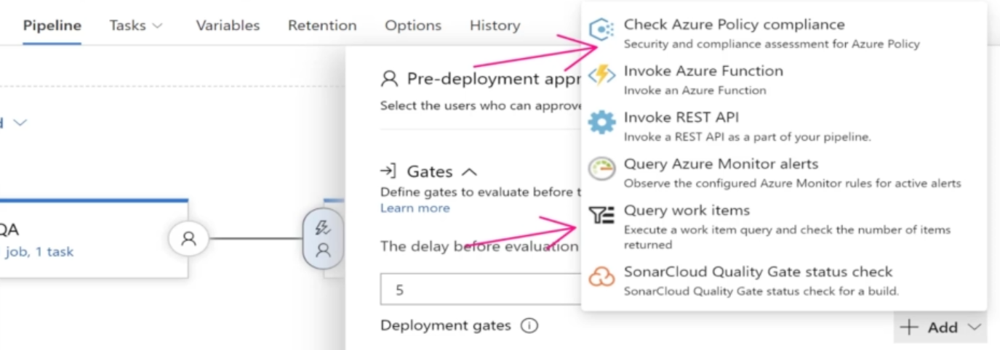 Pipeline Tasks Variables Retention Options History
QA
job, 1 task
Pre-deployment appr
Select the users who can approve
Gates
Define gates to evaluate before t
Learn more
The delay before evaluation
5
Deployment gates
Check Azure Policy compliance
Security and compliance assessment for Azure Policy
Invoke Azure Function
Invoke an Azure Function
Invoke REST API
Invoke a REST API as a part of your pipeline.
Query Azure Monitor alerts
Observe the configured Azure Monitor rules for active alerts
Query work items
Execute a work item query and check the number of items
returned
SonarCloud Quality Gate status check
SonarCloud Quality Gate status check for a build.
Add